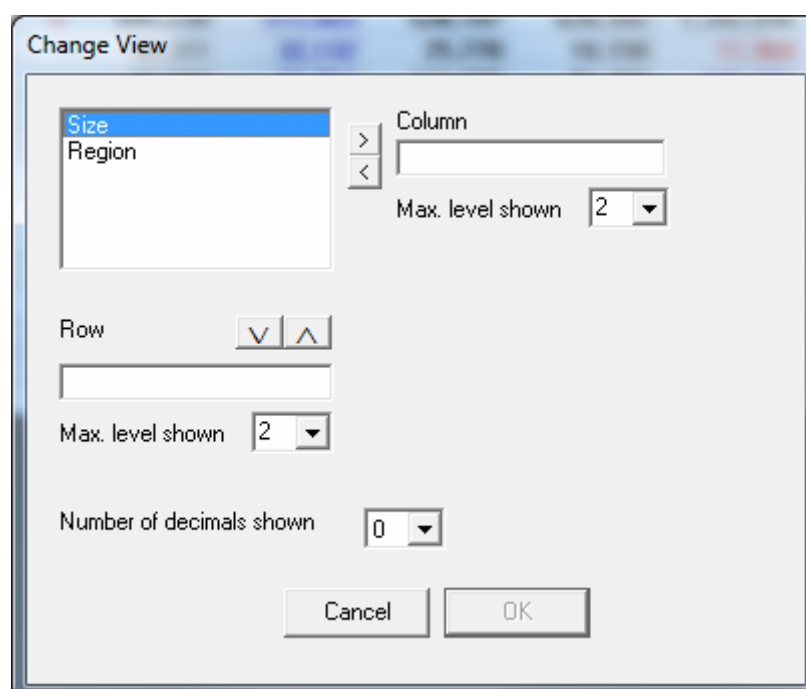 Change View
Size
Region
>
<
Column
Max. level shown 2
Row
Max. level shown 2
Number of decimals shown 0
Cancel OK